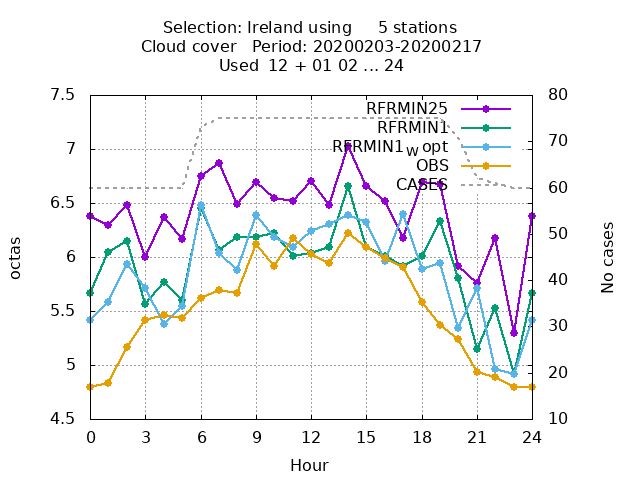 Selection: Ireland using 5 stations
Cloud cover Period: 20200203-20200217
Used 12 + 01 02 ... 24
7.5 80
RFRMIN25
RFRMIN1
7 70
RFRMIN1W opt
OBS
CASES
6.5 60
50
6
40
5.5
30
5
20
4.5 10
octas
No cases
0 3 6 9 12 15 18 21 24
Hour